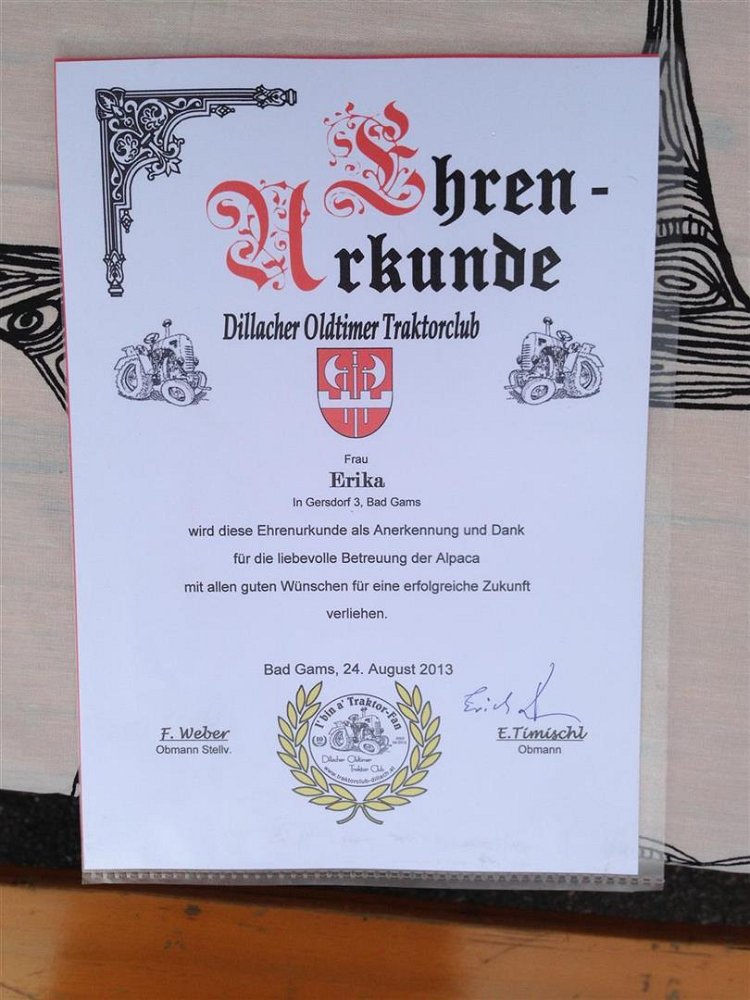 Ehren-
Urkunde
Dillacher Oldtimer Traktorclub
Frau
Erika
In Gersdorf 3, Bad Gams
wird diese Ehrenurkunde als Anerkennung und Dank
für die liebevolle Betreuung der Alpaca
mit allen guten Wünschen für eine erfolgreiche Zukunft
verliehen.
Bad Gams, 24. August 2013
I' bin a' Traktor-Fan
Dillacher Oldtimer
Traktor Club
www.traktorclub-dillach.at
F. Weber
Obmann Stellv.
Erich
E.Timischl
Obmann